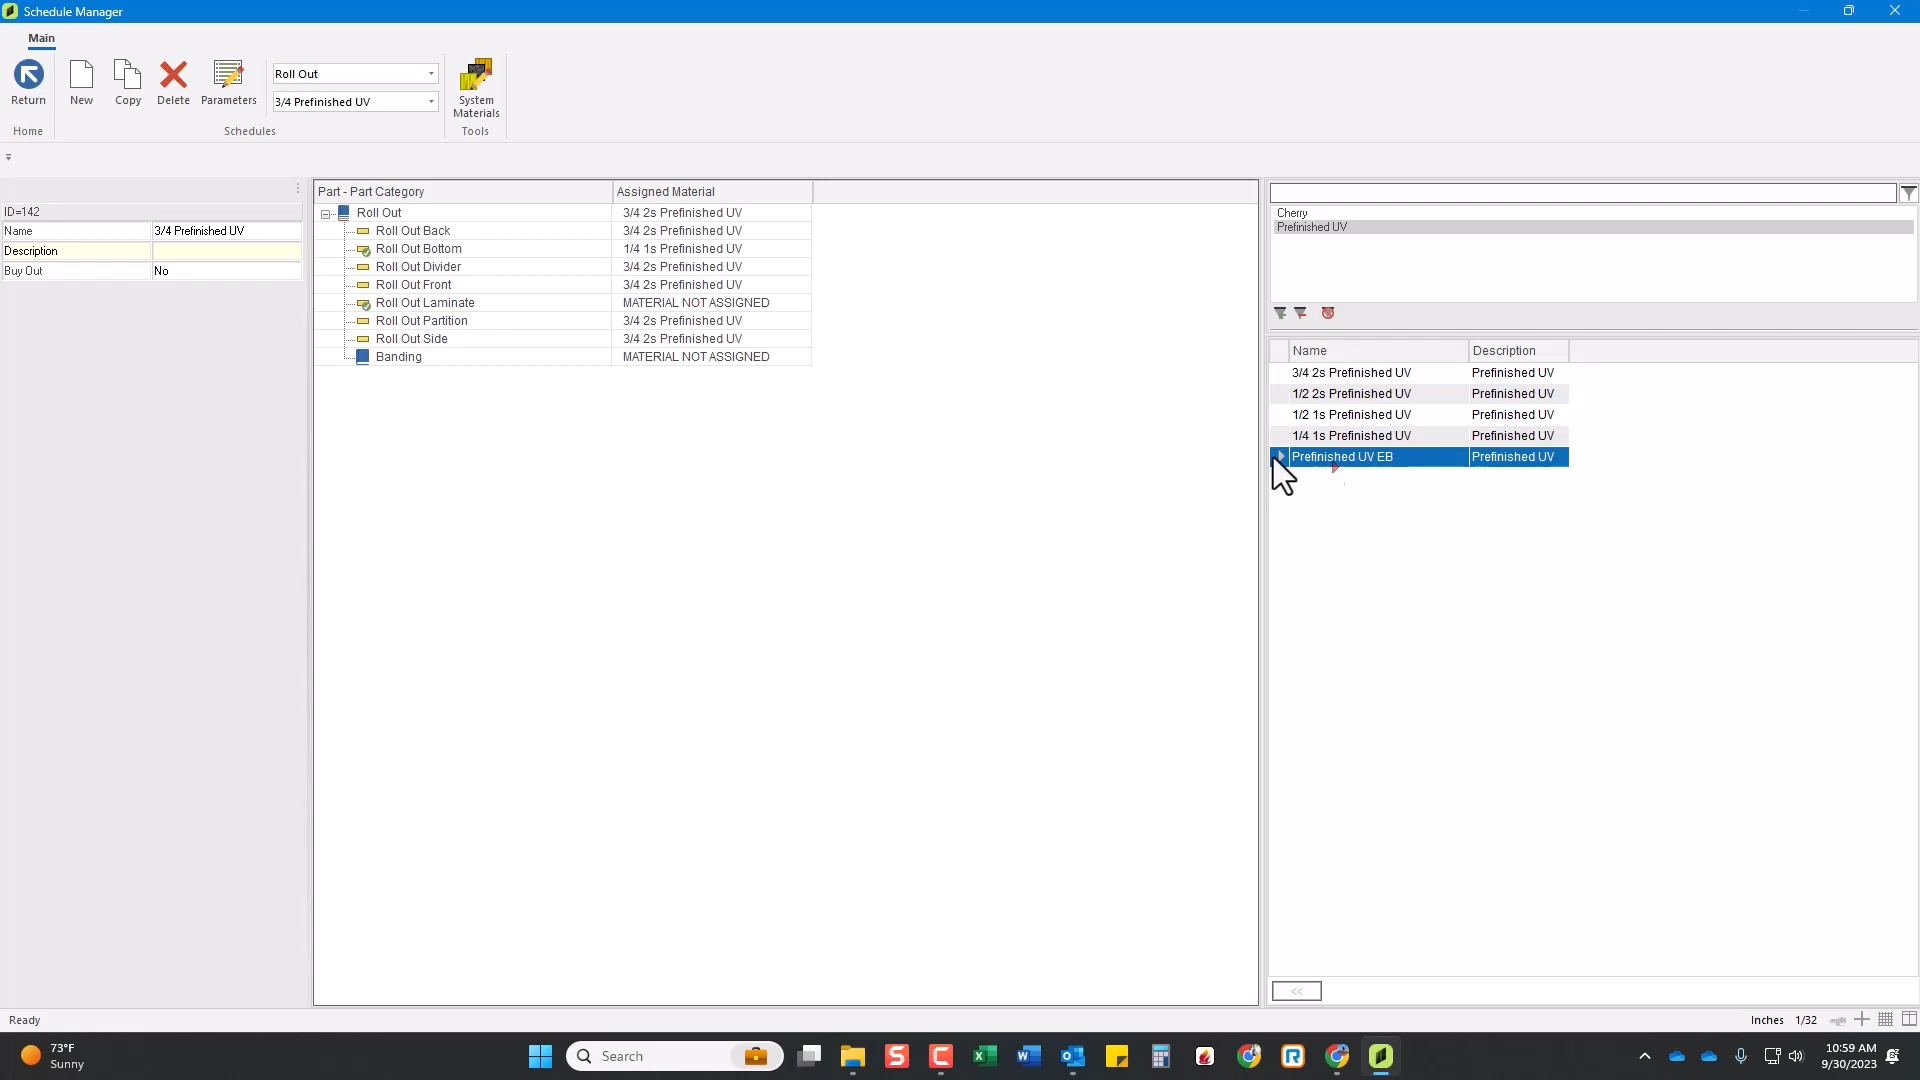 Schedule Manager
Main
Return
New
Copy
Delete
Parameters
Roll Out
3/4 Prefinished UV
System Materials
Home
Schedules
Tools
ID=142
Name 3/4 Prefinished UV
Description
Buy Out No
Part - Part Category Assigned Material
Roll Out 3/4 2s Prefinished UV
Roll Out Back 3/4 2s Prefinished UV
Roll Out Bottom 1/4 1s Prefinished UV
Roll Out Divider 3/4 2s Prefinished UV
Roll Out Front 3/4 2s Prefinished UV
Roll Out Laminate MATERIAL NOT ASSIGNED
Roll Out Partition 3/4 2s Prefinished UV
Roll Out Side 3/4 2s Prefinished UV
Banding MATERIAL NOT ASSIGNED
Cherry
Prefinished UV
Name Description
3/4 2s Prefinished UV Prefinished UV
1/2 2s Prefinished UV Prefinished UV
1/2 1s Prefinished UV Prefinished UV
1/4 1s Prefinished UV Prefinished UV
Prefinished UV EB Prefinished UV
<<
Ready
Inches 1/32
73°F
Sunny
Search
10:59 AM
9/30/2023